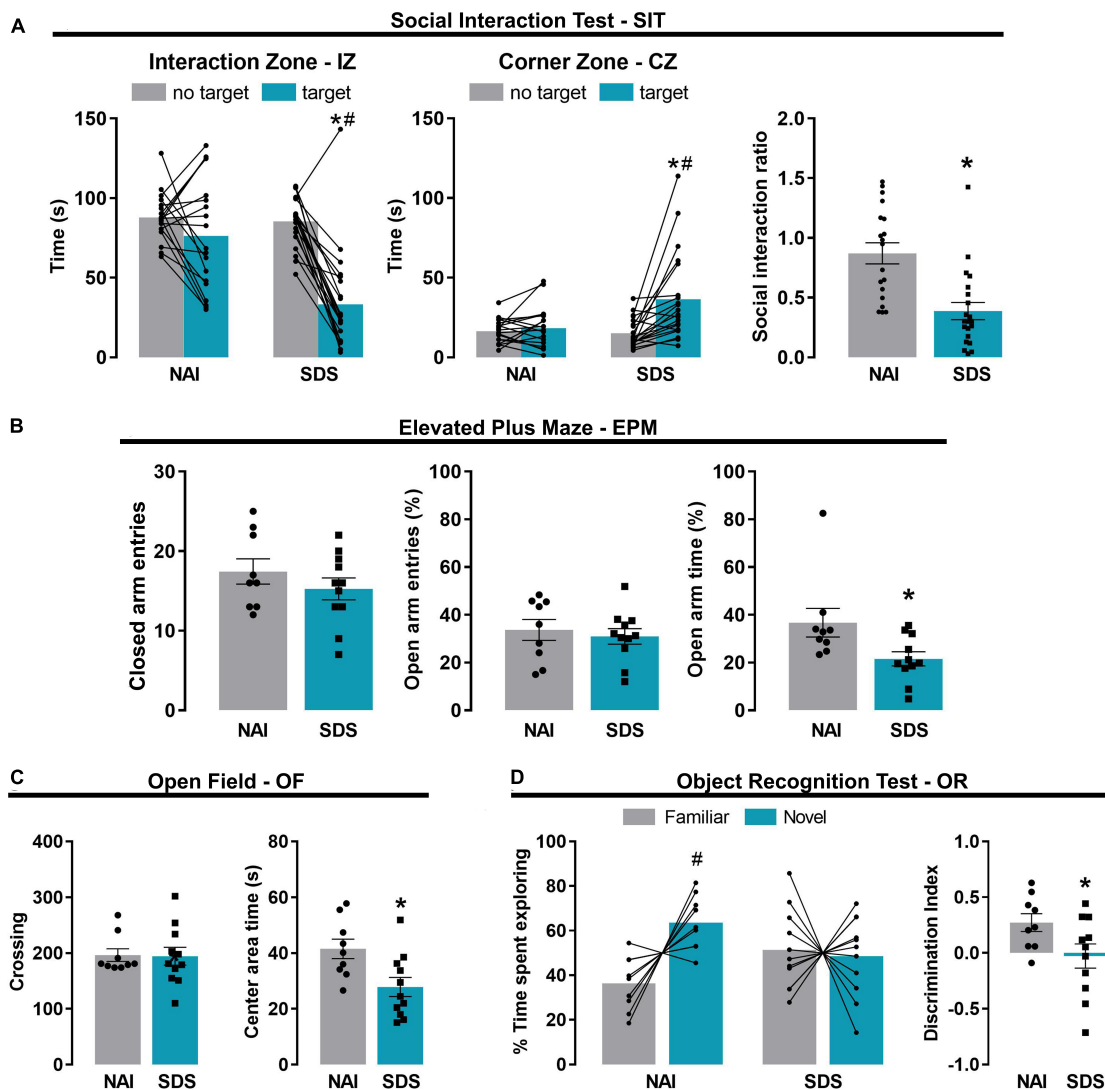 A
Social Interaction Test - SIT
Interaction Zone - IZ
no target target
Corner Zone - CZ
no target target
Time (s)
150
100
50
0
*#
NAI SDS
Time (s)
150
100
50
0
*#
NAI SDS
Social interaction ratio
2.0
1.5
1.0
0.5
0.0
*
NAI SDS
B
Elevated Plus Maze - EPM
Closed arm entries
30
20
10
0
NAI SDS
Open arm entries (%)
100
80
60
40
20
0
NAI SDS
Open arm time (%)
100
80
60
40
20
0
*
NAI SDS
C
Open Field - OF
Crossing
400
300
200
100
0
NAI SDS
Center area time (s)
80
60
40
20
0
*
NAI SDS
D
Object Recognition Test - OR
Familiar Novel
% Time spent exploring
100
80
60
40
20
0
#
NAI SDS
Discrimination Index
1.0
0.5
0.0
-0.5
-1.0
*
NAI SDS